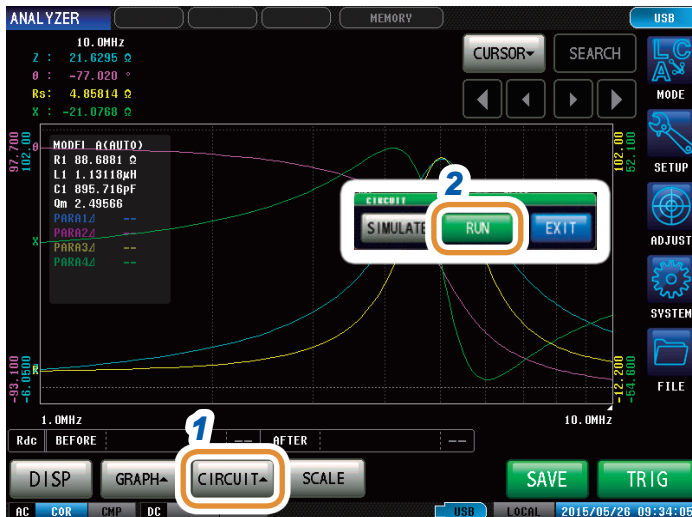 ANALYZER
MEMORY
USB
10.0MHz
Z : 21.6295 Ω
θ : -77.020 °
Rs: 4.85814 Ω
X : -21.0768 Ω
CURSOR▾
SEARCH
LCA
MODE
SETUP
ADJUST
SYSTEM
FILE
97.700
102.00
102.00
52.100
θ
X
R
MODEL A(AUTO)
R1 88.6881 Ω
L1 1.13118μH
C1 895.716pF
Qm 2.49566
PARA1⊿ --
PARA2⊿ --
PARA3⊿ --
PARA4⊿ --
2
CIRCUIT
SIMULATE
RUN
EXIT
-93.100
-6.0500
-12.200
-54.600
1.0MHz
10.0MHz
1
Rdc BEFORE -- AFTER --
DISP
GRAPH▴
CIRCUIT▴
SCALE
SAVE
TRIG
AC COR CMP DC USB LOCAL 2015/05/26 09:34:05